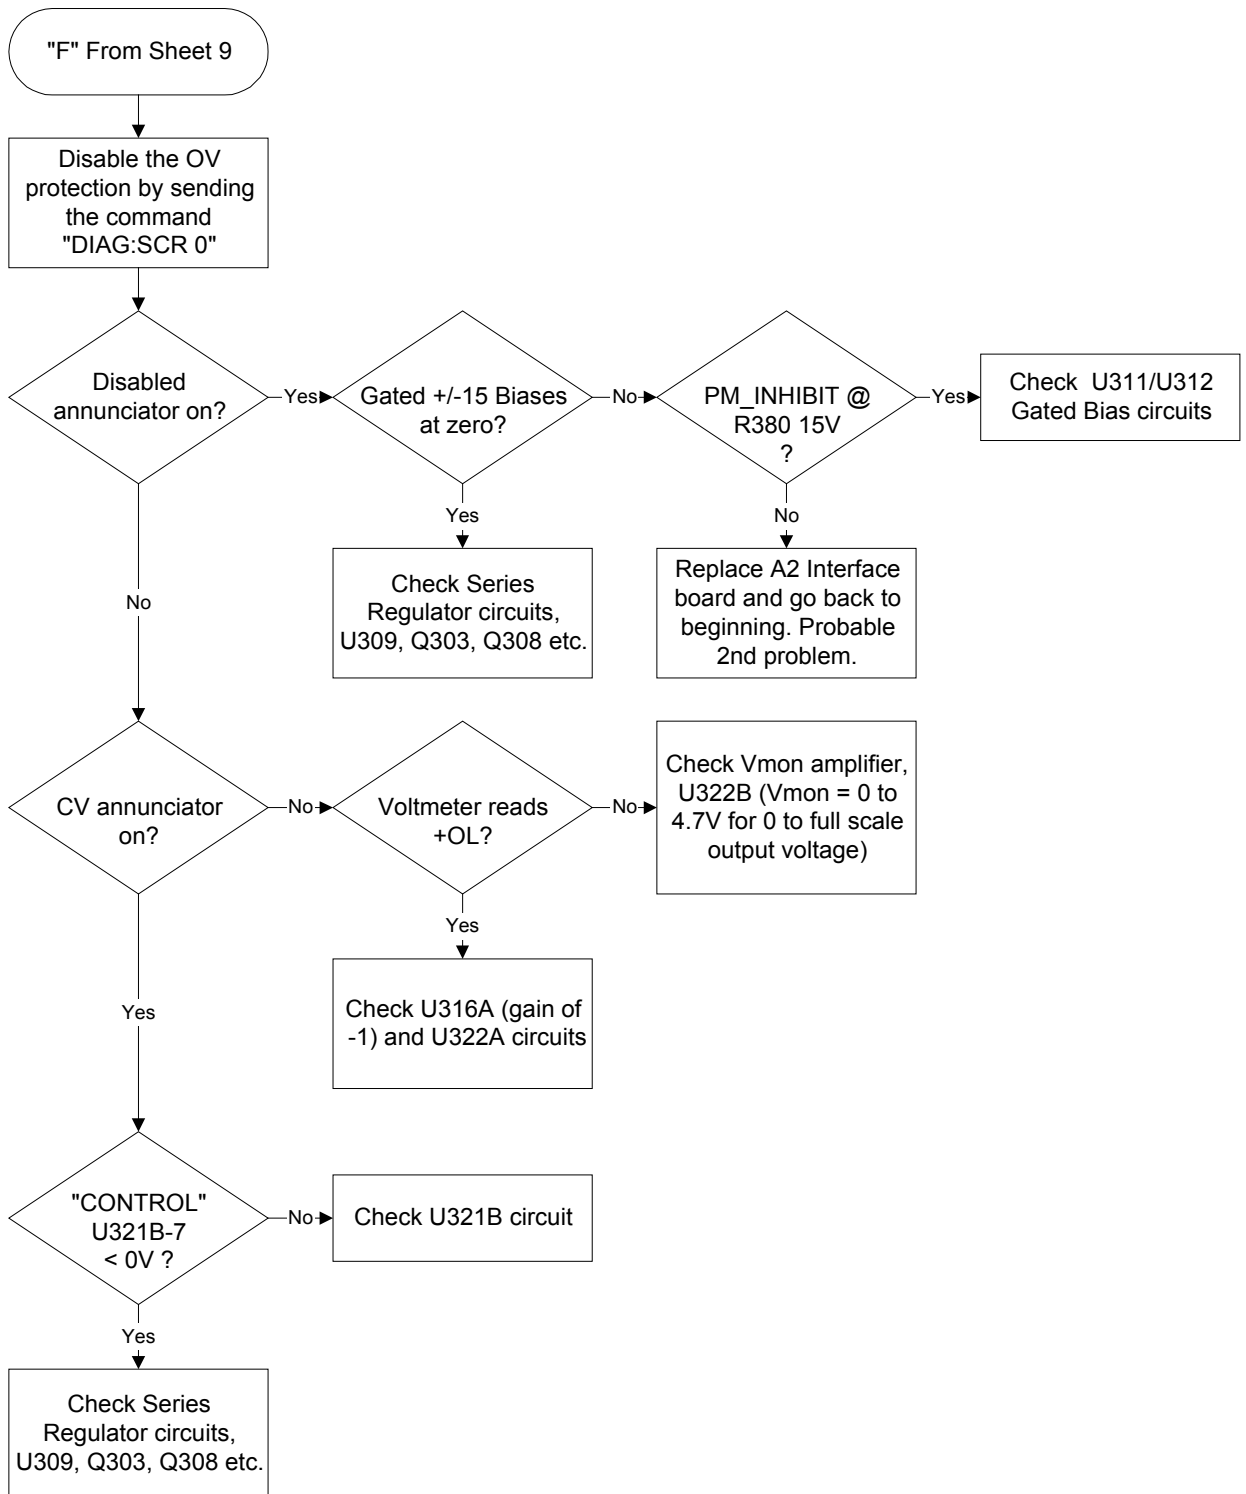 "F" From Sheet 9
Disable the OV
protection by sending
the command
"DIAG:SCR 0"
Disabled
annunciator on?
Yes
Gated +/-15 Biases
at zero?
No
PM_INHIBIT @
R380 15V
?
Yes
Check U311/U312
Gated Bias circuits
Yes
No
No
Check Series
Regulator circuits,
U309, Q303, Q308 etc.
Replace A2 Interface
board and go back to
beginning. Probable
2nd problem.
CV annunciator
on?
No
Voltmeter reads
+OL?
No
Check Vmon amplifier,
U322B (Vmon = 0 to
4.7V for 0 to full scale
output voltage)
Yes
Yes
Check U316A (gain of
-1) and U322A circuits
"CONTROL"
U321B-7
< 0V ?
No
Check U321B circuit
Yes
Check Series
Regulator circuits,
U309, Q303, Q308 etc.